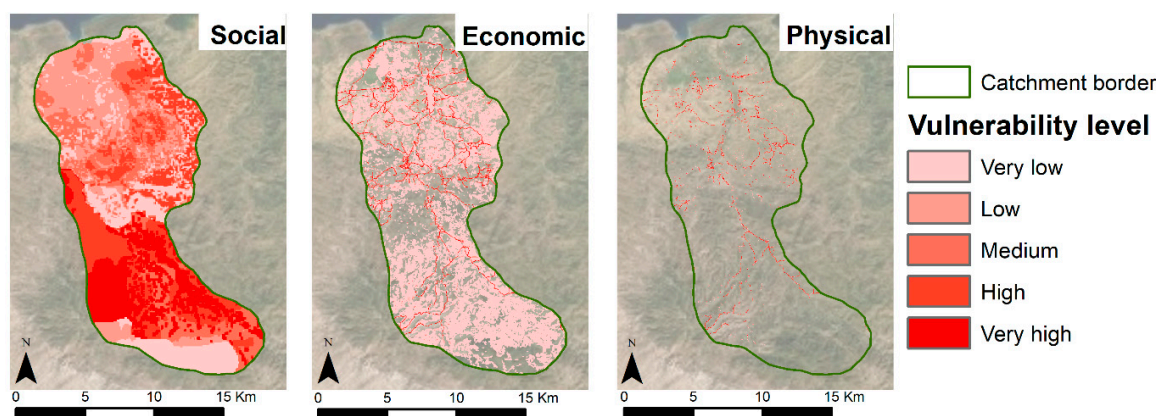 Social
Economic
Physical
Catchment border
Vulnerability level
Very low
Low
Medium
High
Very high
N
N
N
0 5 10 15 Km
0 5 10 15 Km
0 5 10 15 Km